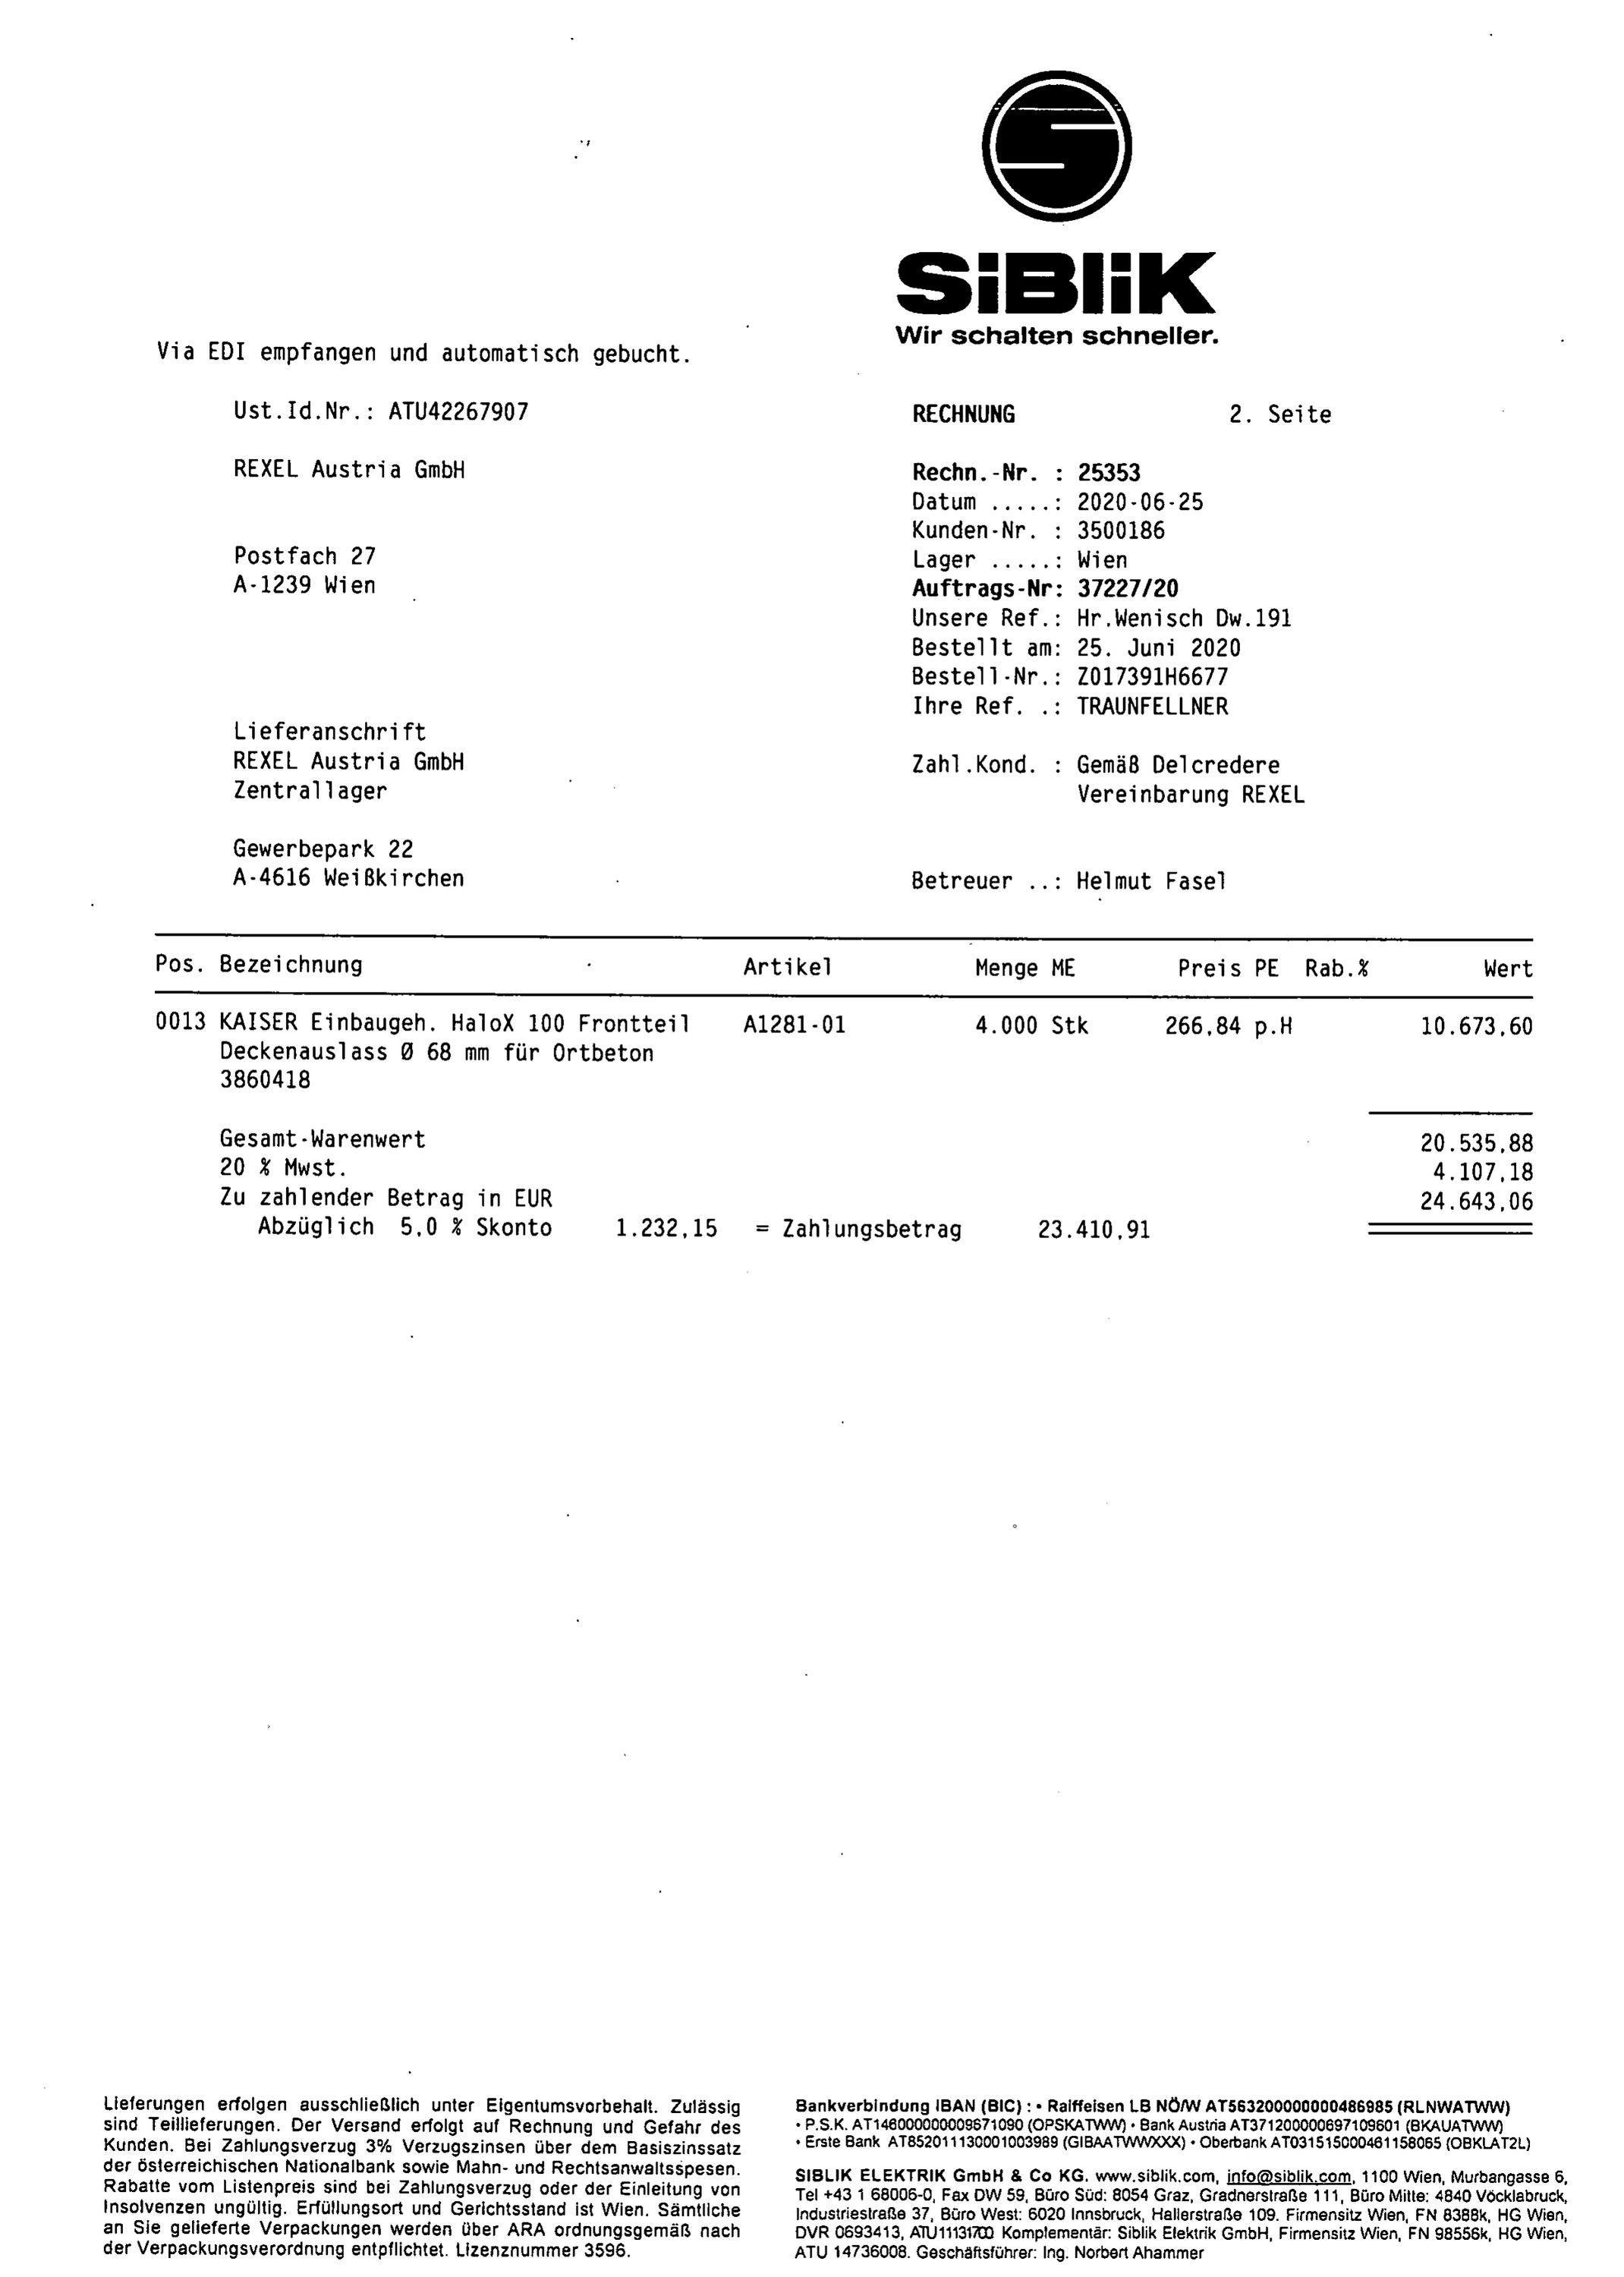 SiBliK
Wir schalten schneller.
Via EDI empfangen und automatisch gebucht.
Ust.Id.Nr.: ATU42267907
RECHNUNG 2. Seite
REXEL Austria GmbH
Rechn.-Nr. : 25353
Datum .....: 2020-06-25
Kunden-Nr. : 3500186
Postfach 27
Lager .....: Wien
A-1239 Wien
Auftrags-Nr: 37227/20
Unsere Ref.: Hr.Wenisch Dw.191
Bestellt am: 25. Juni 2020
Bestell-Nr.: Z017391H6677
Ihre Ref. .: TRAUNFELLNER
Lieferanschrift
REXEL Austria GmbH
Zahl.Kond. : Gemäß Delcredere
Zentrallager
Vereinbarung REXEL
Gewerbepark 22
A-4616 Weißkirchen
Betreuer ..: Helmut Fasel
Pos. Bezeichnung Artikel Menge ME Preis PE Rab.% Wert
0013 KAISER Einbaugeh. HaloX 100 Frontteil A1281-01 4.000 Stk 266,84 p.H 10.673,60
Deckenauslass Ø 68 mm für Ortbeton
3860418
Gesamt-Warenwert 20.535,88
20 % Mwst. 4.107,18
Zu zahlender Betrag in EUR 24.643,06
Abzüglich 5,0 % Skonto 1.232,15 = Zahlungsbetrag 23.410,91
Lieferungen erfolgen ausschließlich unter Eigentumsvorbehalt. Zulässig
sind Teillieferungen. Der Versand erfolgt auf Rechnung und Gefahr des
Kunden. Bei Zahlungsverzug 3% Verzugszinsen über dem Basiszinssatz
der österreichischen Nationalbank sowie Mahn- und Rechtsanwaltsspesen.
Rabatte vom Listenpreis sind bei Zahlungsverzug oder der Einleitung von
Insolvenzen ungültig. Erfüllungsort und Gerichtsstand ist Wien. Sämtliche
an Sie gelieferte Verpackungen werden über ARA ordnungsgemäß nach
der Verpackungsverordnung entpflichtet. Lizenznummer 3596.
Bankverbindung IBAN (BIC) : • Raiffeisen LB NÖ/W AT563200000000486985 (RLNWATWW)
• P.S.K. AT146000000009671090 (OPSKATWW) • Bank Austria AT371200000697109601 (BKAUATWW)
• Erste Bank AT852011130001003989 (GIBAATWWXXX) • Oberbank AT031515000461158065 (OBKLAT2L)
SIBLIK ELEKTRIK GmbH & Co KG. www.siblik.com, info@siblik.com, 1100 Wien, Murbangasse 6,
Tel +43 1 68006-0, Fax DW 59, Büro Süd: 8054 Graz, Gradnerstraße 111, Büro Mitte: 4840 Vöcklabruck,
Industriestraße 37, Büro West: 6020 Innsbruck, Hallerstraße 109. Firmensitz Wien, FN 8388k, HG Wien,
DVR 0693413, ATU11131700 Komplementär: Siblik Elektrik GmbH, Firmensitz Wien, FN 98556k, HG Wien,
ATU 14736008. Geschäftsführer: Ing. Norbert Ahammer